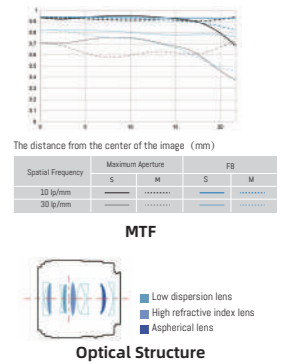 1
0.9
0.8
0.7
0.6
0.5
0.4
0.3
0.2
0.1
0
0 5 10 15 20
The distance from the center of the image (mm)
Spatial Frequency Maximum Aperture F8
S M S M
10 lp/mm
30 lp/mm
MTF
Low dispersion lens
High refractive index lens
Aspherical lens
Optical Structure